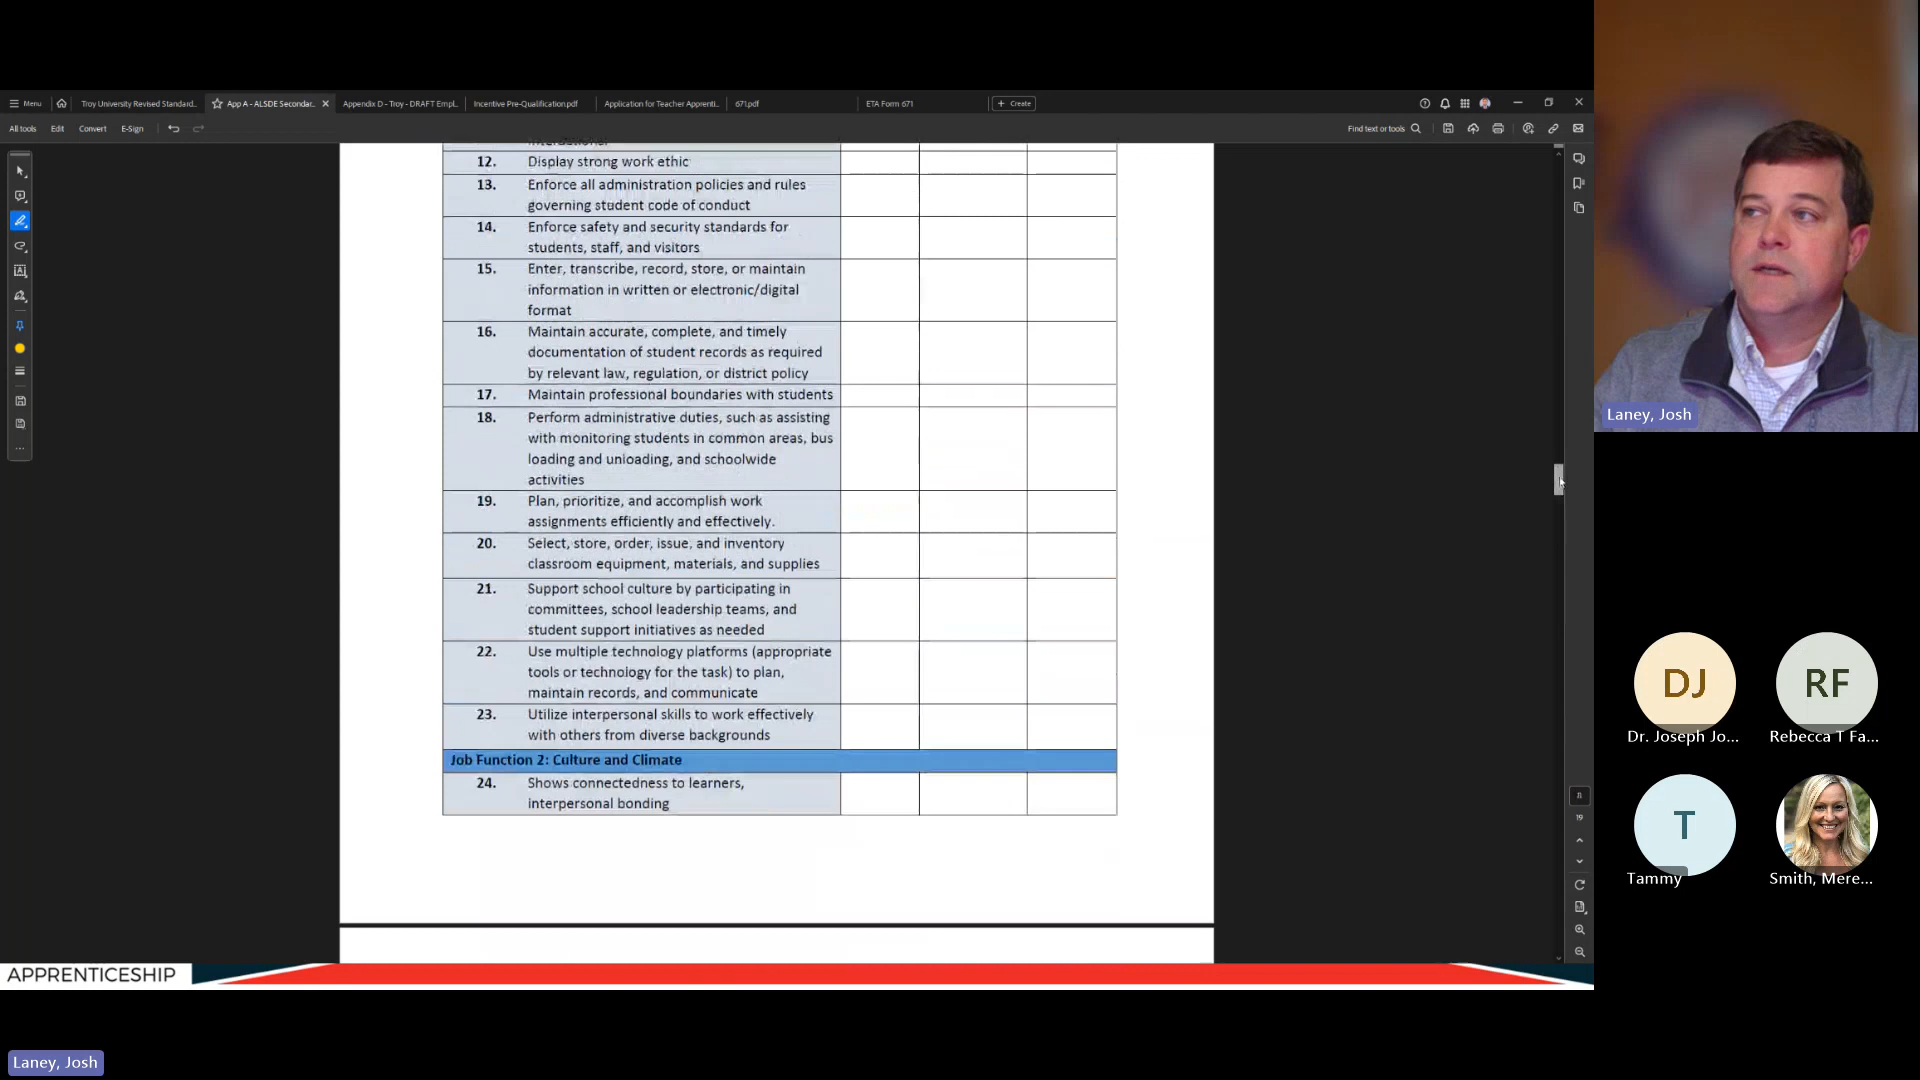 Menu
Troy University Revised Standard...
App A - ALSDE Secondar...
Appendix D - Troy - DRAFT Empl...
Incentive Pre-Qualification.pdf
Application for Teacher Apprenti...
671.pdf
ETA Form 671
+ Create
All tools
Edit
Convert
E-Sign
Find text or tools
12. Display strong work ethic
13. Enforce all administration policies and rules
governing student code of conduct
14. Enforce safety and security standards for
students, staff, and visitors
15. Enter, transcribe, record, store, or maintain
information in written or electronic/digital
format
16. Maintain accurate, complete, and timely
documentation of student records as required
by relevant law, regulation, or district policy
17. Maintain professional boundaries with students
18. Perform administrative duties, such as assisting
with monitoring students in common areas, bus
loading and unloading, and schoolwide
activities
19. Plan, prioritize, and accomplish work
assignments efficiently and effectively.
20. Select, store, order, issue, and inventory
classroom equipment, materials, and supplies
21. Support school culture by participating in
committees, school leadership teams, and
student support initiatives as needed
22. Use multiple technology platforms (appropriate
tools or technology for the task) to plan,
maintain records, and communicate
23. Utilize interpersonal skills to work effectively
with others from diverse backgrounds
Job Function 2: Culture and Climate
24. Shows connectedness to learners,
interpersonal bonding
19
APPRENTICESHIP
Laney, Josh
Laney, Josh
DJ
Dr. Joseph Jo...
RF
Rebecca T Fa...
T
Tammy
Smith, Mere...